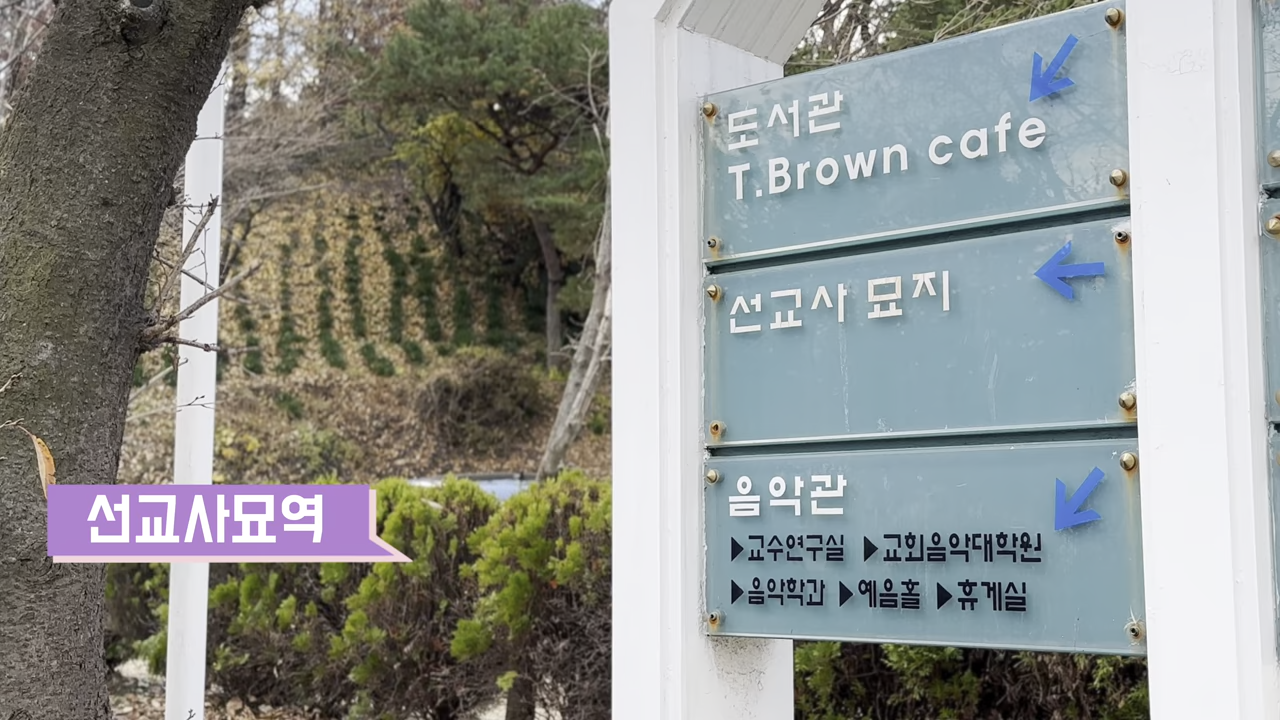 도서관
T.Brown cafe
선교사 묘지
음악관
▶교수연구실 ▶교회음악대학원
▶음악학과 ▶예음홀 ▶휴게실
선교사묘역